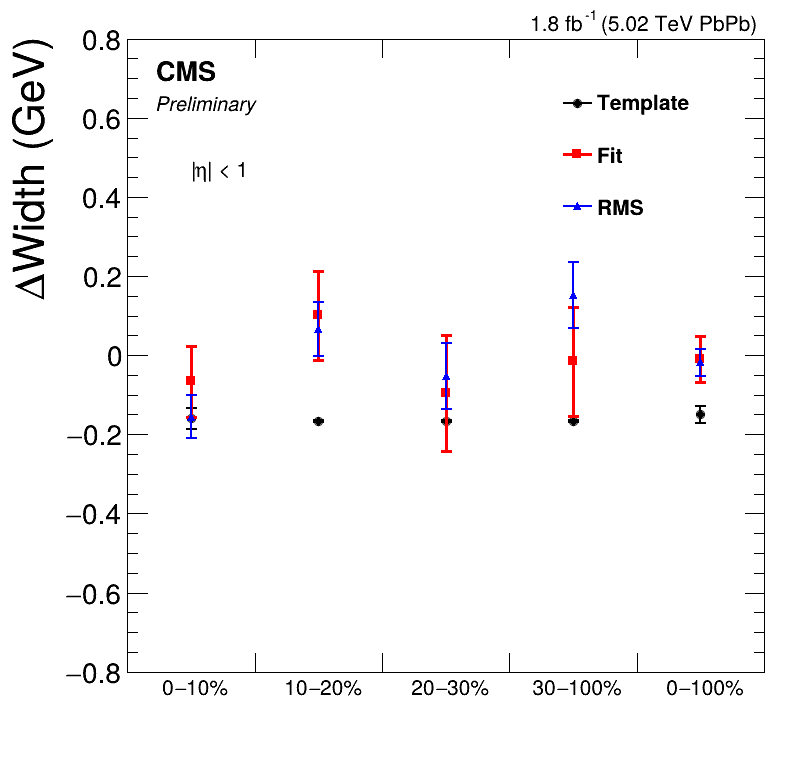 1.8 fb⁻¹ (5.02 TeV PbPb)
ΔWidth (GeV)
CMS
Preliminary
|η| < 1
Template
Fit
RMS
0.8
0.6
0.4
0.2
0
−0.2
−0.4
−0.6
−0.8
0−10% 10−20% 20−30% 30−100% 0−100%